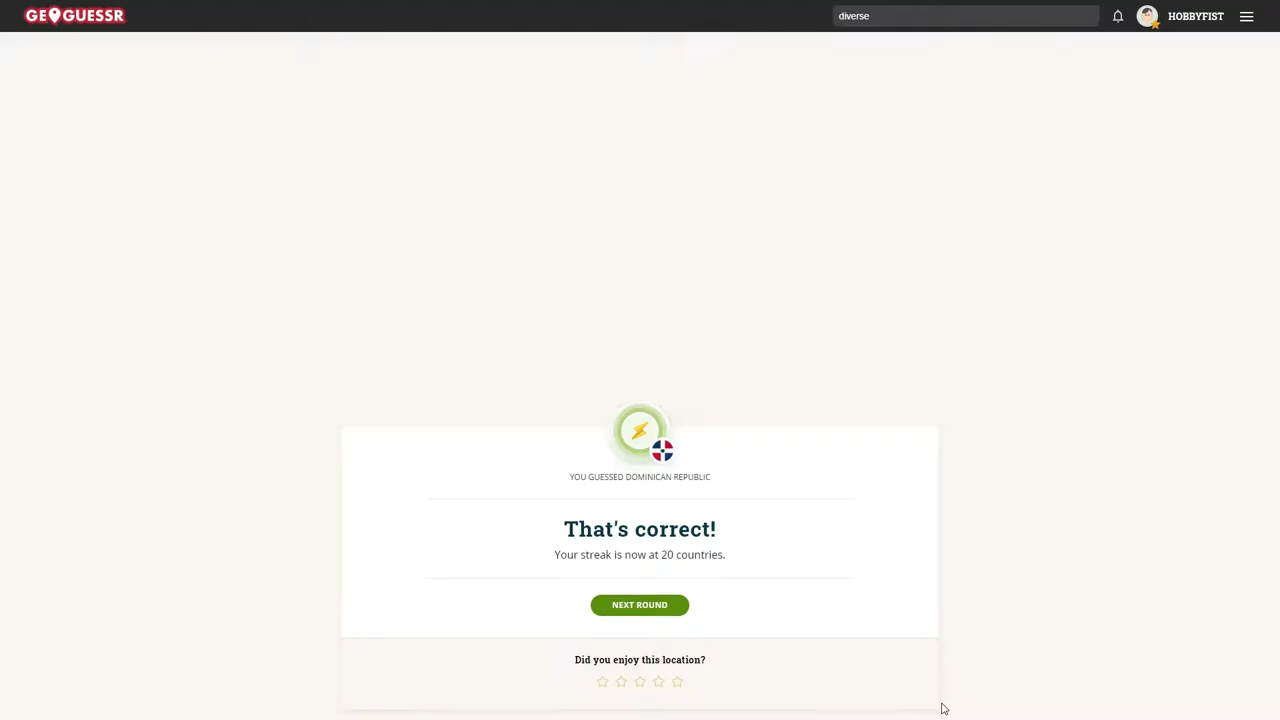 GEOGUESSR
diverse
HOBBYFIST
YOU GUESSED DOMINICAN REPUBLIC
That's correct!
Your streak is now at 20 countries.
NEXT ROUND
Did you enjoy this location?